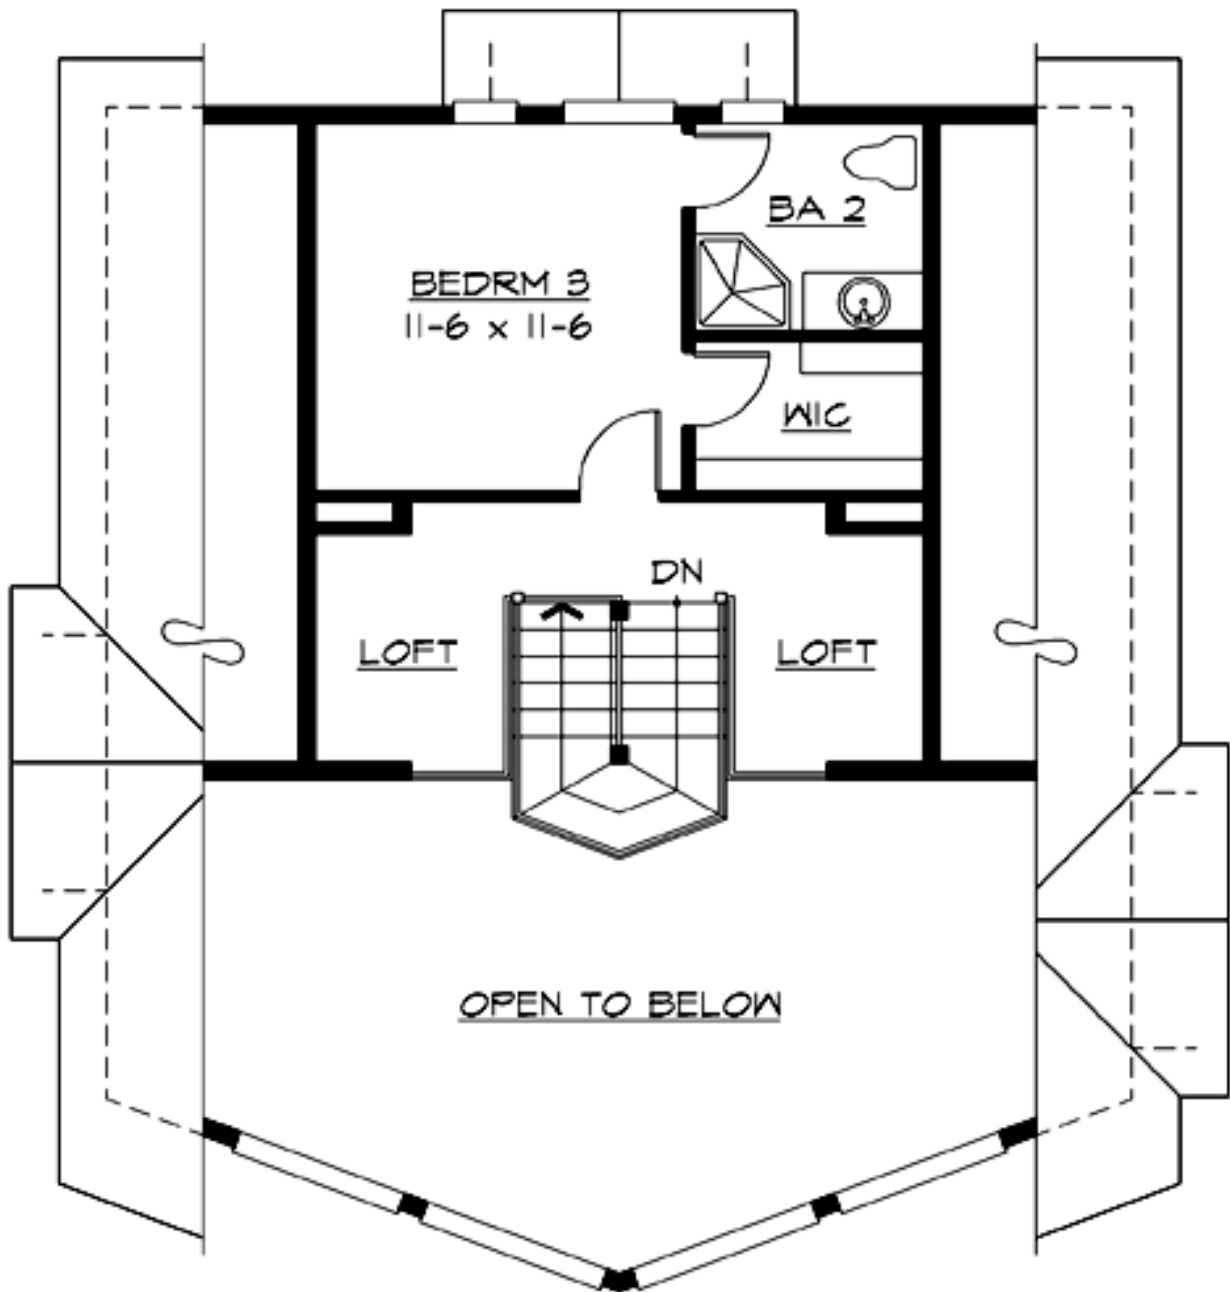 BA 2
BEDRM 3
11-6 x 11-6
WIC
DN
LOFT
LOFT
OPEN TO BELOW